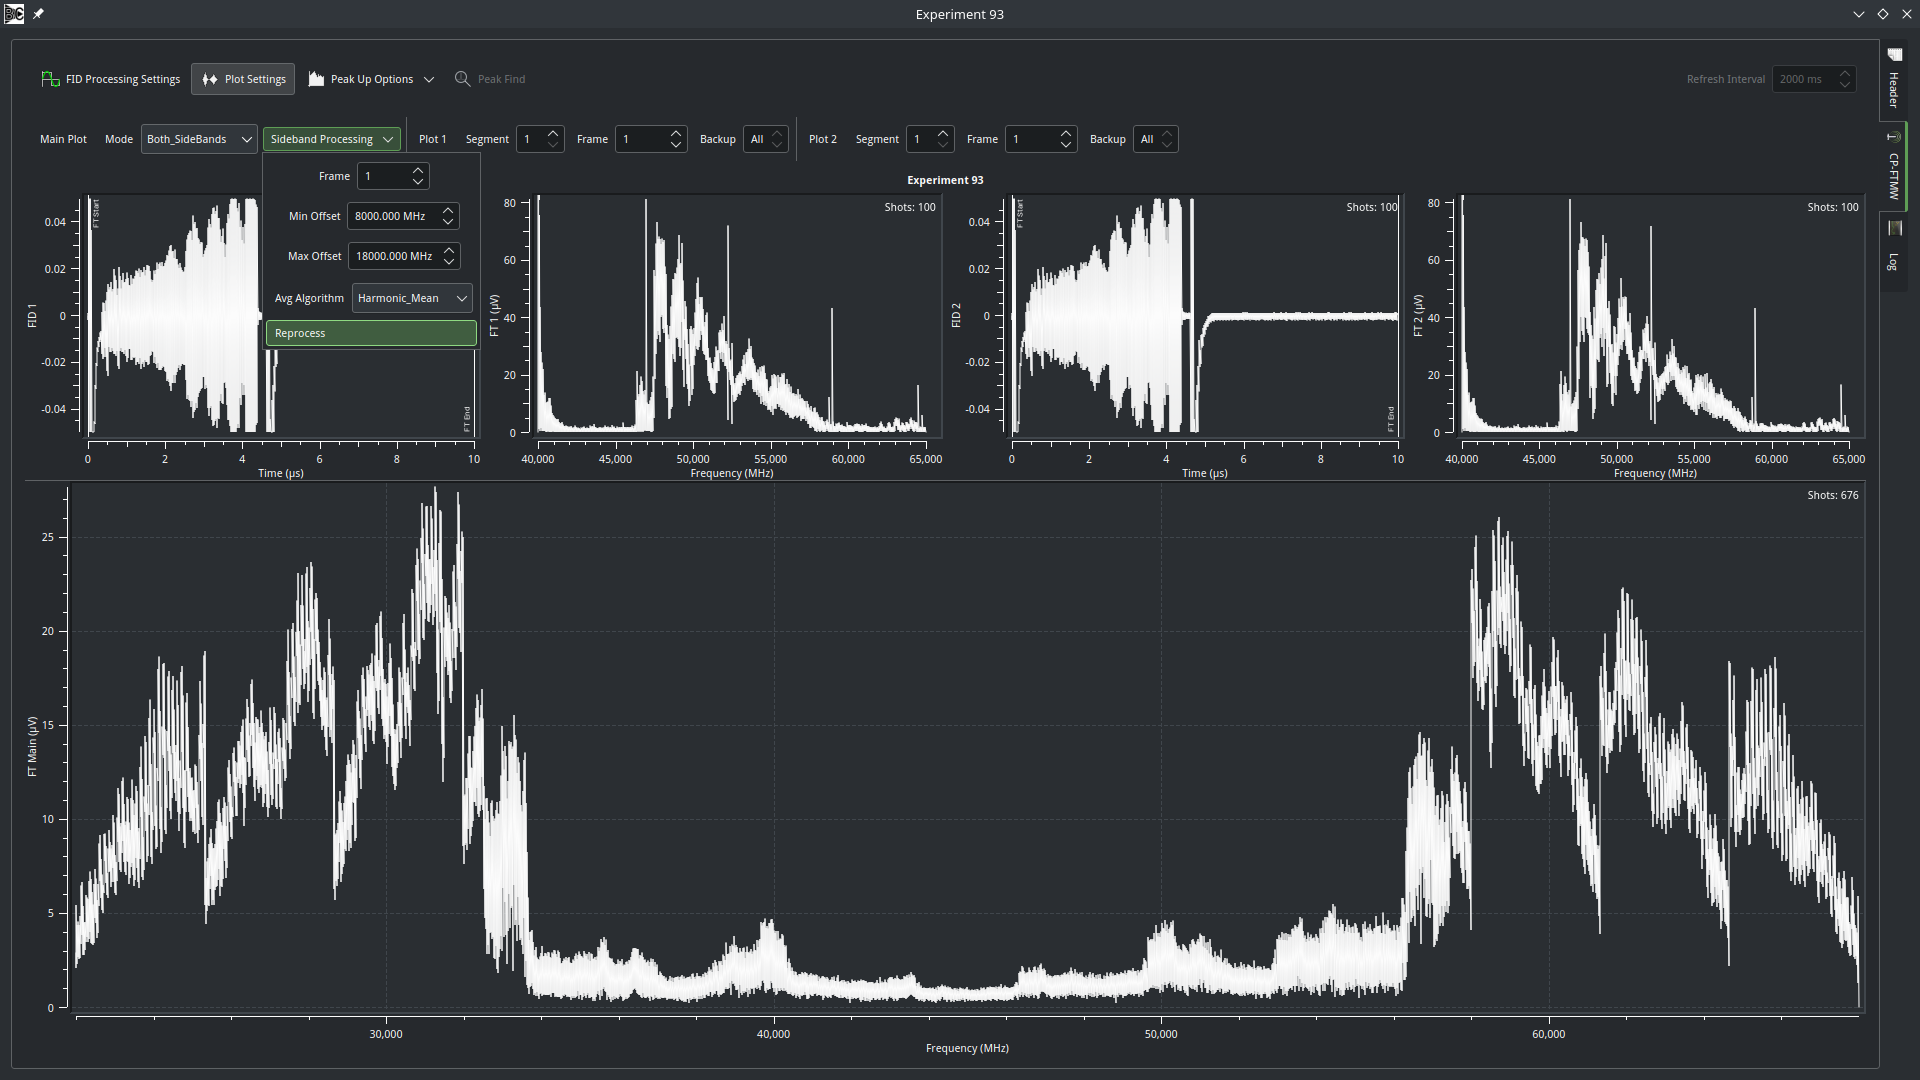 BC
Experiment 93
FID Processing Settings Plot Settings Peak Up Options Peak Find Refresh Interval 2000 ms
Main Plot Mode Both_SideBands Sideband Processing Plot 1 Segment 1 Frame 1 Backup All Plot 2 Segment 1 Frame 1 Backup All
Frame 1
Min Offset 8000.000 MHz
Max Offset 18000.000 MHz
Avg Algorithm Harmonic_Mean
Reprocess
Header
CP-FTMW
Log
Experiment 93
FID 1
0.04
0.02
0
-0.02
-0.04
FT Start
FT End
0 2 4 6 8 10
Time (µs)
FT 1 (µV)
80
60
40
20
0
Shots: 100
40,000 45,000 50,000 55,000 60,000 65,000
Frequency (MHz)
FID 2
0.04
0.02
0
-0.02
-0.04
FT Start
Shots: 100
FT End
0 2 4 6 8 10
Time (µs)
FT 2 (µV)
80
60
40
20
0
Shots: 100
40,000 45,000 50,000 55,000 60,000 65,000
Frequency (MHz)
Shots: 676
FT Main (µV)
25
20
15
10
5
0
30,000 40,000 50,000 60,000
Frequency (MHz)